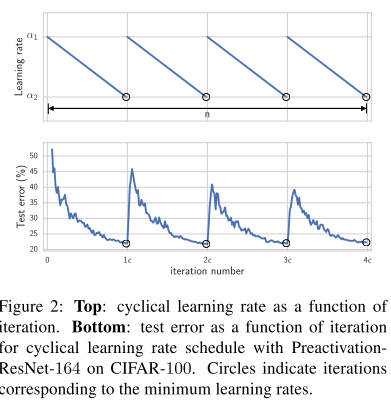 Learning rate
α₁
α₂
n
Test error (%)
50
45
40
35
30
25
20
0
1c
2c
3c
4c
iteration number
Figure 2: Top: cyclical learning rate as a function of
iteration. Bottom: test error as a function of iteration
for cyclical learning rate schedule with Preactivation-
ResNet-164 on CIFAR-100. Circles indicate iterations
corresponding to the minimum learning rates.